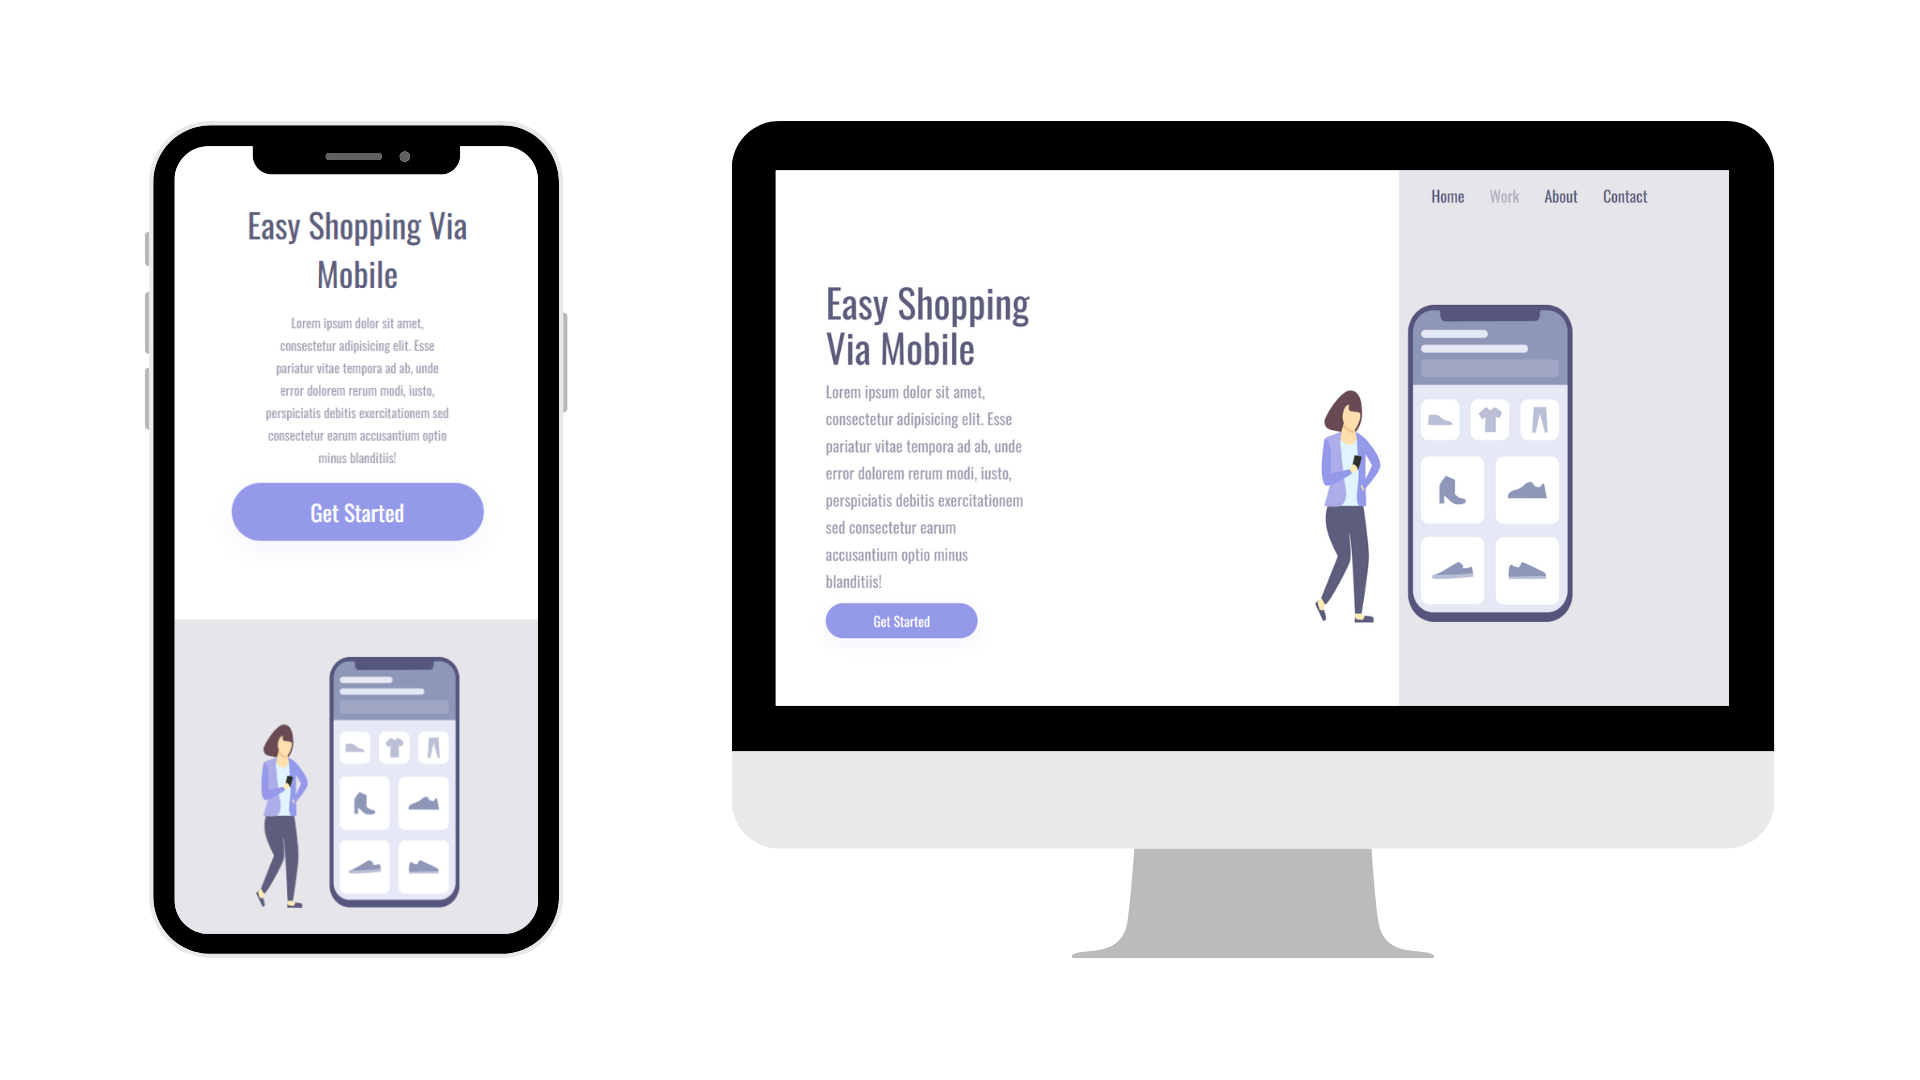 Easy Shopping Via
Mobile
Lorem ipsum dolor sit amet,
consectetur adipisicing elit. Esse
pariatur vitae tempora ad ab, unde
error dolorem rerum modi, iusto,
perspiciatis debitis exercitationem sed
consectetur earum accusantium optio
minus blanditiis!
Get Started
Home Work About Contact
Easy Shopping
Via Mobile
Lorem ipsum dolor sit amet,
consectetur adipisicing elit. Esse
pariatur vitae tempora ad ab, unde
error dolorem rerum modi, iusto,
perspiciatis debitis exercitationem
sed consectetur earum
accusantium optio minus
blanditiis!
Get Started